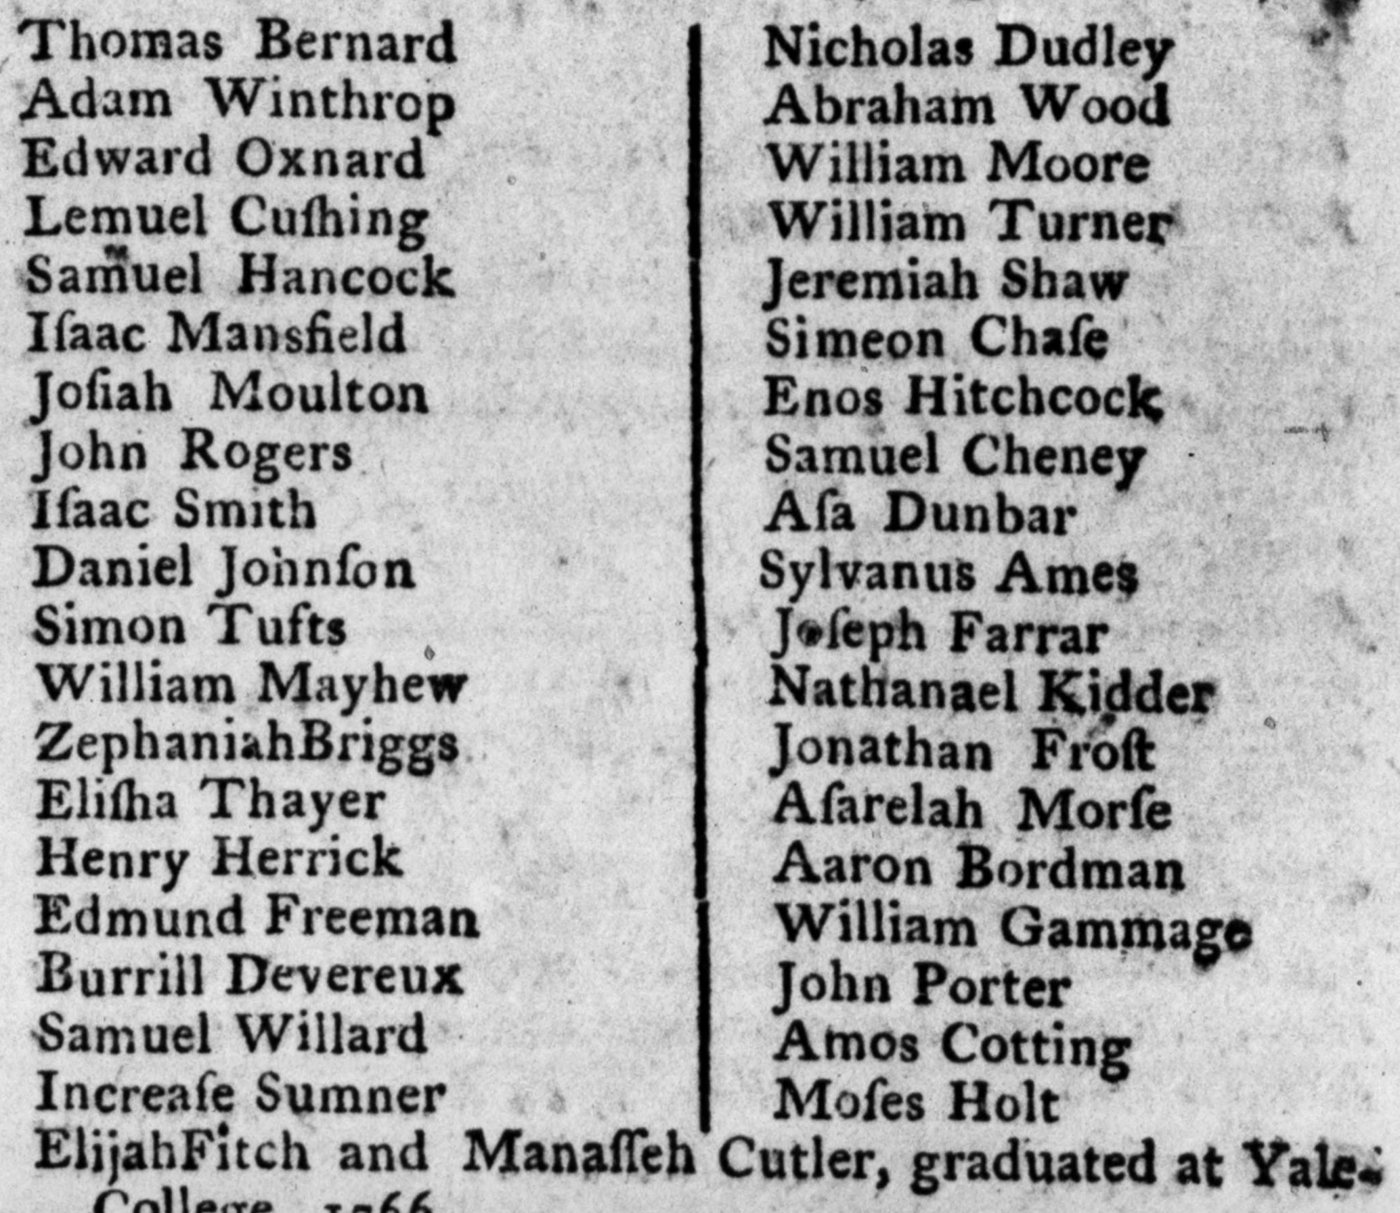 Thomas Bernard
Adam Winthrop
Edward Oxnard
Lemuel Cuſhing
Samuel Hancock
Iſaac Mansfield
Joſiah Moulton
John Rogers
Iſaac Smith
Daniel Johnſon
Simon Tufts
William Mayhew
ZephaniahBriggs
Eliſha Thayer
Henry Herrick
Edmund Freeman
Burrill Devereux
Samuel Willard
Increaſe Sumner
Nicholas Dudley
Abraham Wood
William Moore
William Turner
Jeremiah Shaw
Simeon Chaſe
Enos Hitchcock
Samuel Cheney
Aſa Dunbar
Sylvanus Ames
Joſeph Farrar
Nathanael Kidder
Jonathan Froſt
Aſarelah Morſe
Aaron Bordman
William Gammage
John Porter
Amos Cotting
Moſes Holt
ElijahFitch and Manaſſeh Cutler, graduated at Yale-
College 1766